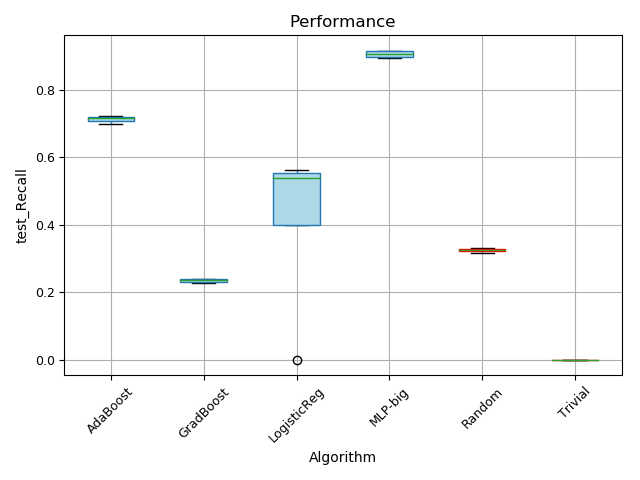 Performance
test_Recall
0.8
0.6
0.4
0.2
0.0
AdaBoost
GradBoost
LogisticReg
MLP-big
Random
Trivial
Algorithm